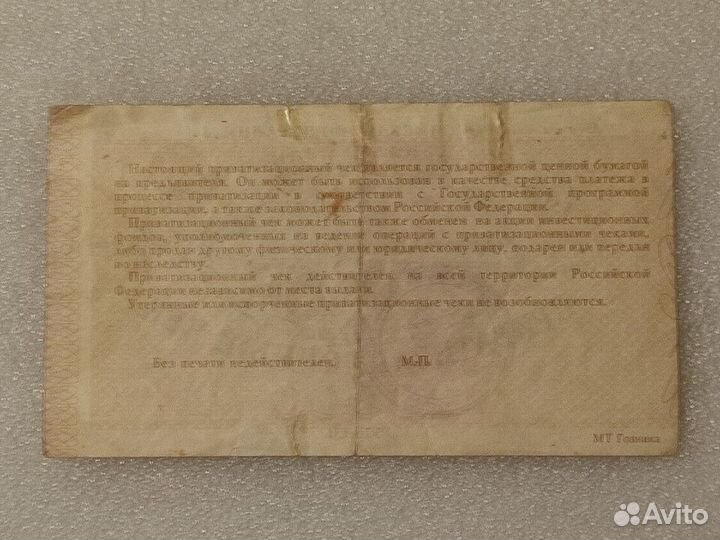 Настоящий приватизационный чек является государственной ценной бумагой
на предъявителя. Он может быть использован в качестве средства платежа в
процессе приватизации в соответствии с Государственной программой
приватизации, а также законодательством Российской Федерации.
Приватизационный чек может быть также обменен на акции инвестиционных
фондов, уполномоченных на ведение операций с приватизационными чеками,
либо продан другому физическому или юридическому лицу, подарен или передан
по наследству.
Приватизационный чек действителен на всей территории Российской
Федерации независимо от места выдачи.
Утерянные или испорченные приватизационные чеки не возобновляются.
Без печати недействителен. М.П.
МТ Гознака
Avito